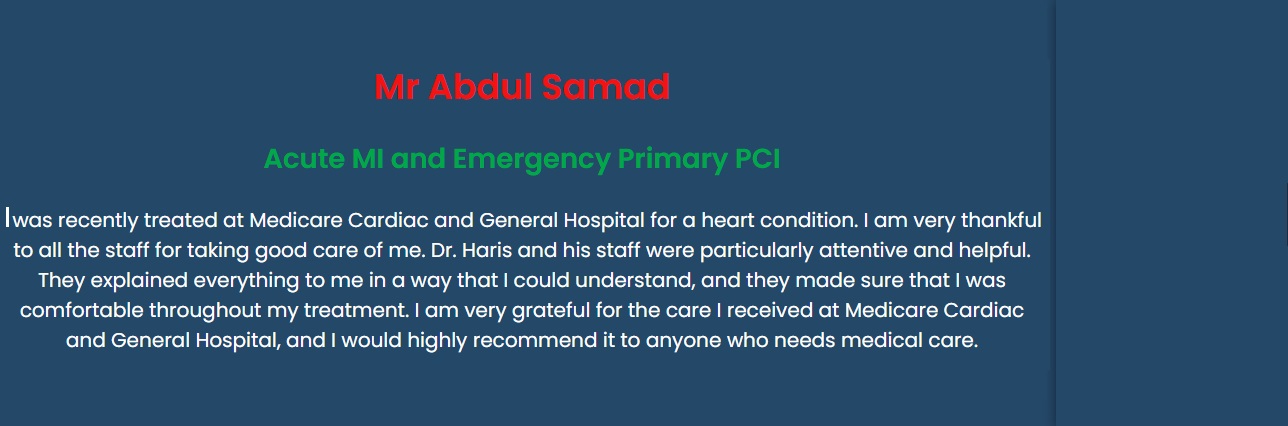 Mr Abdul Samad
Acute MI and Emergency Primary PCI
I was recently treated at Medicare Cardiac and General Hospital for a heart condition. I am very thankful
to all the staff for taking good care of me. Dr. Haris and his staff were particularly attentive and helpful.
They explained everything to me in a way that I could understand, and they made sure that I was
comfortable throughout my treatment. I am very grateful for the care I received at Medicare Cardiac
and General Hospital, and I would highly recommend it to anyone who needs medical care.